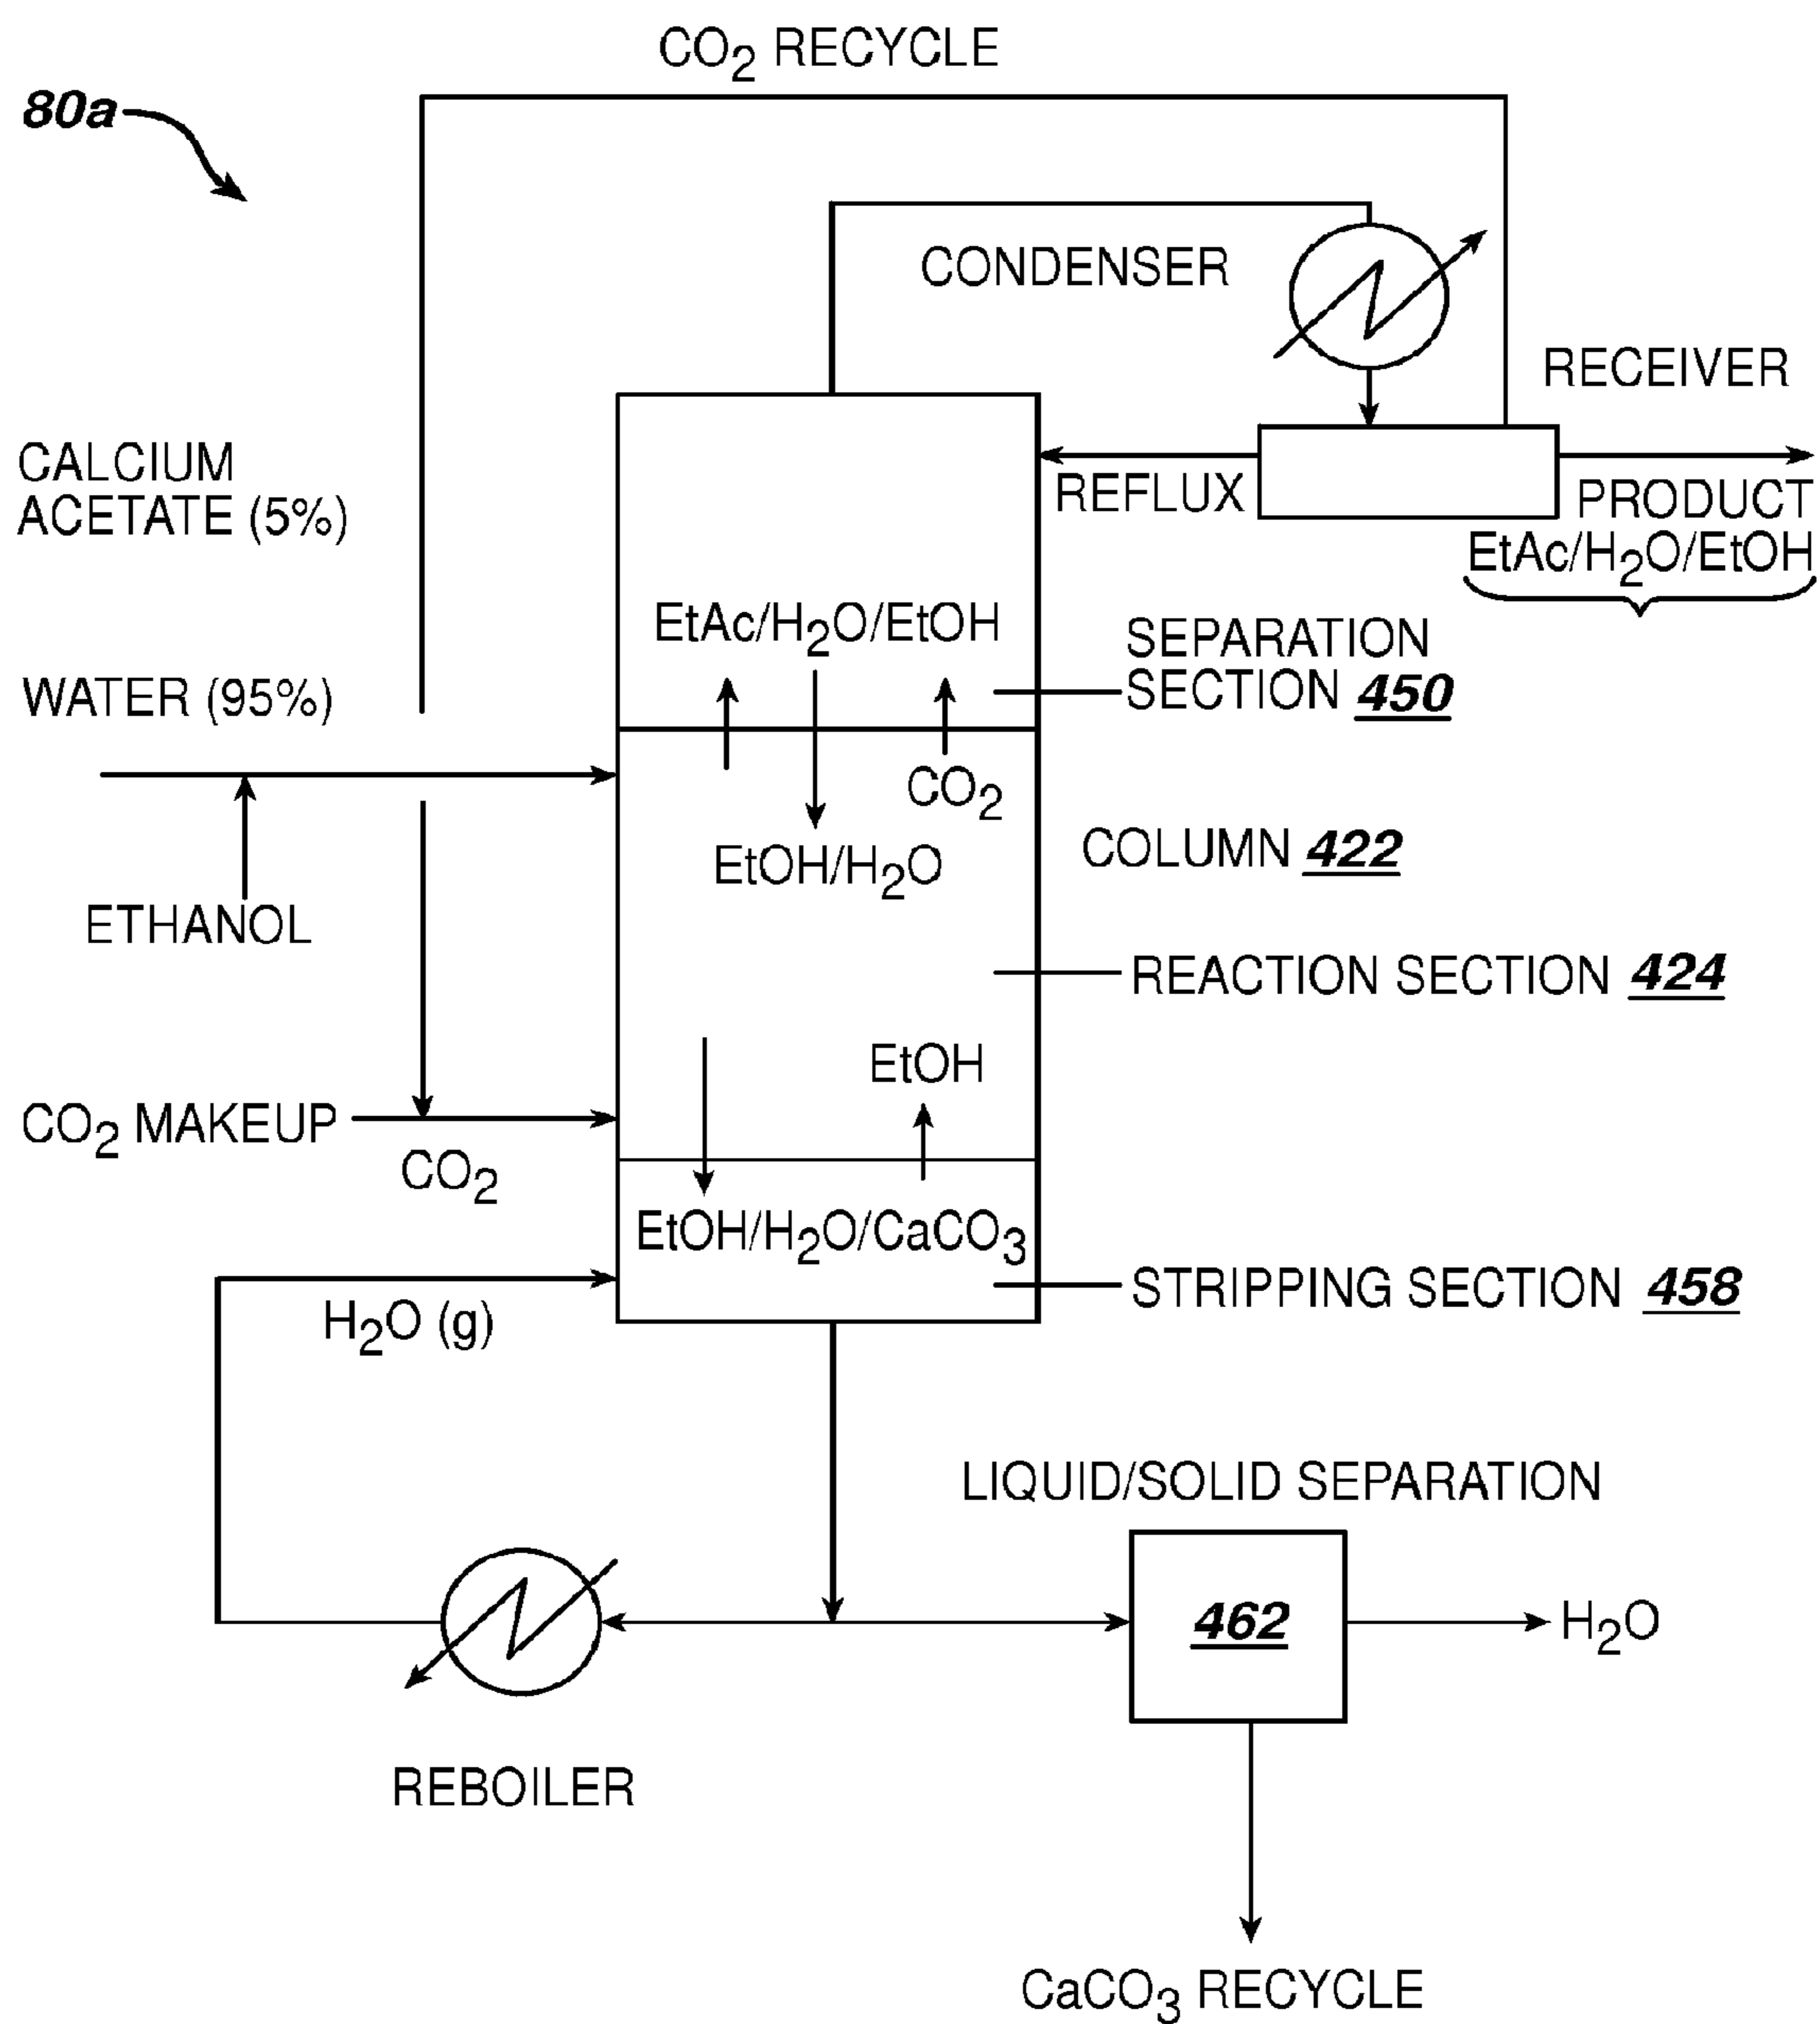 CO₂ RECYCLE
80a
CONDENSER
RECEIVER
CALCIUM
ACETATE (5%)
REFLUX
PRODUCT
EtAc/H₂O/EtOH
EtAc/H₂O/EtOH
SEPARATION
SECTION 450
WATER (95%)
CO₂
EtOH/H₂O
COLUMN 422
ETHANOL
REACTION SECTION 424
EtOH
CO₂ MAKEUP
CO₂
EtOH/H₂O/CaCO₃
STRIPPING SECTION 458
H₂O (g)
LIQUID/SOLID SEPARATION
462
H₂O
REBOILER
CaCO₃ RECYCLE